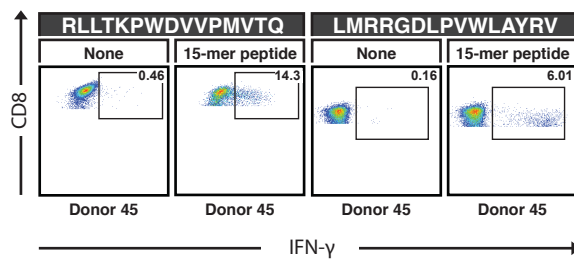 RLLTKPWDVVPMVTQ LMRRGDLPVWLAYRV
None 15-mer peptide None 15-mer peptide
0.46 14.3 0.16 6.01
CD8
Donor 45 Donor 45 Donor 45 Donor 45
IFN-γ